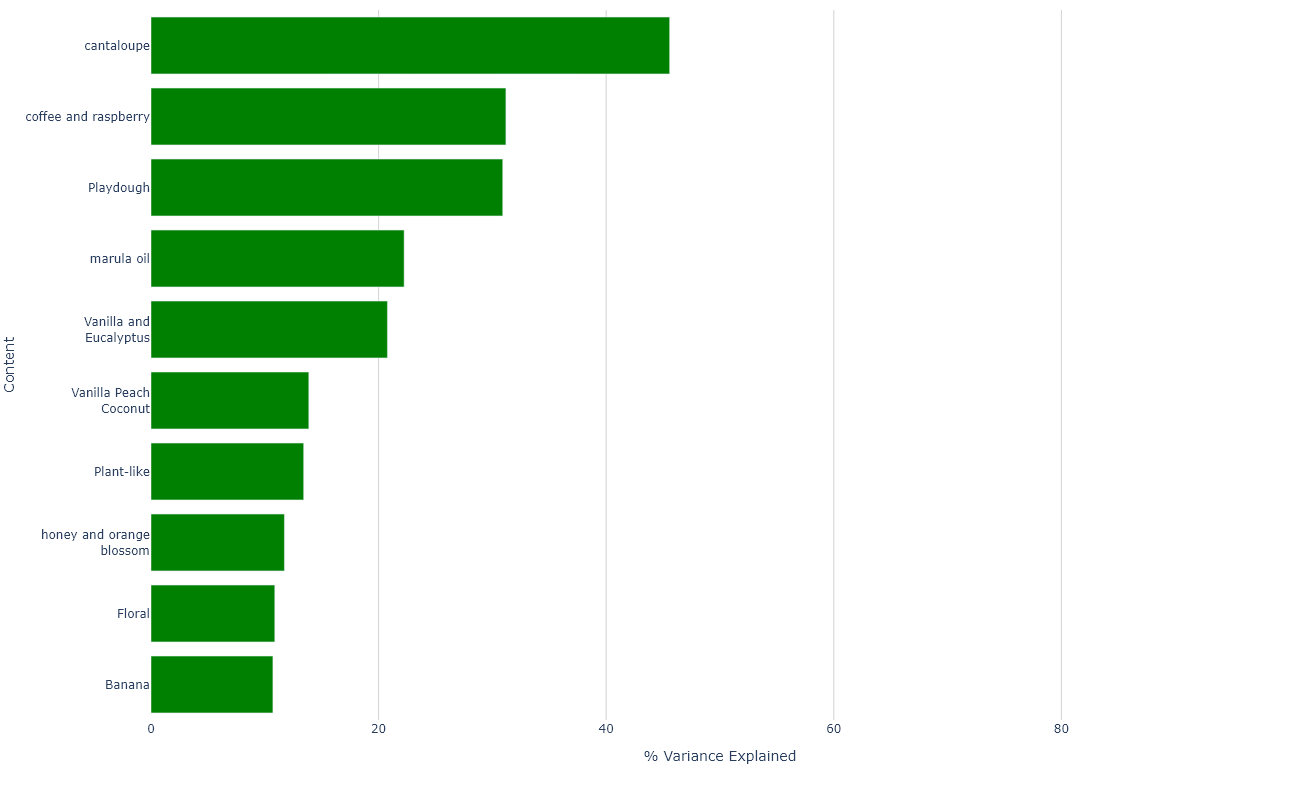 cantaloupe
coffee and raspberry
Playdough
marula oil
Vanilla and
Eucalyptus
Vanilla Peach
Coconut
Plant-like
honey and orange
blossom
Floral
Banana
Content
0 20 40 60 80
% Variance Explained